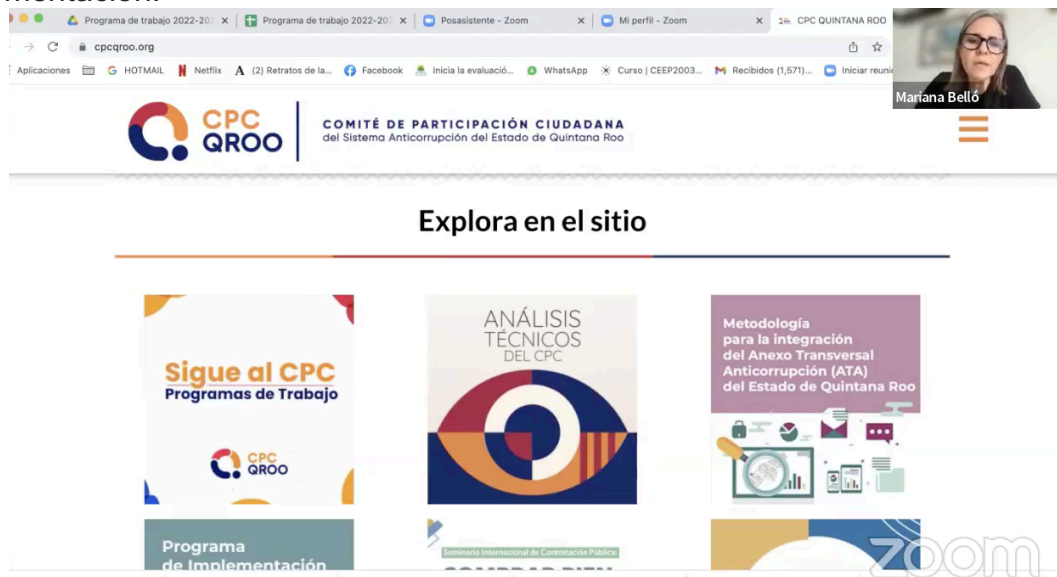 Programa de trabajo 2022-202
Programa de trabajo 2022-202
Posasistente - Zoom
Mi perfil - Zoom
CPC QUINTANA ROO
cpcqroo.org
Aplicaciones
HOTMAIL
Netflix
(2) Retratos de la...
Facebook
Inicia la evaluació...
WhatsApp
Curso | CEEP2003...
Recibidos (1,571)...
Iniciar reuni
Mariana Belló
CPC
QROO
COMITÉ DE PARTICIPACIÓN CIUDADANA
del Sistema Anticorrupción del Estado de Quintana Roo
Explora en el sitio
Sigue al CPC
Programas de Trabajo
CPC
QROO
ANÁLISIS
TÉCNICOS
DEL CPC
Metodología
para la integración
del Anexo Transversal
Anticorrupción (ATA)
del Estado de Quintana Roo
Programa
de Implementación
Seminario Internacional de Contratación Pública:
COMPRAR BIEN
zoom